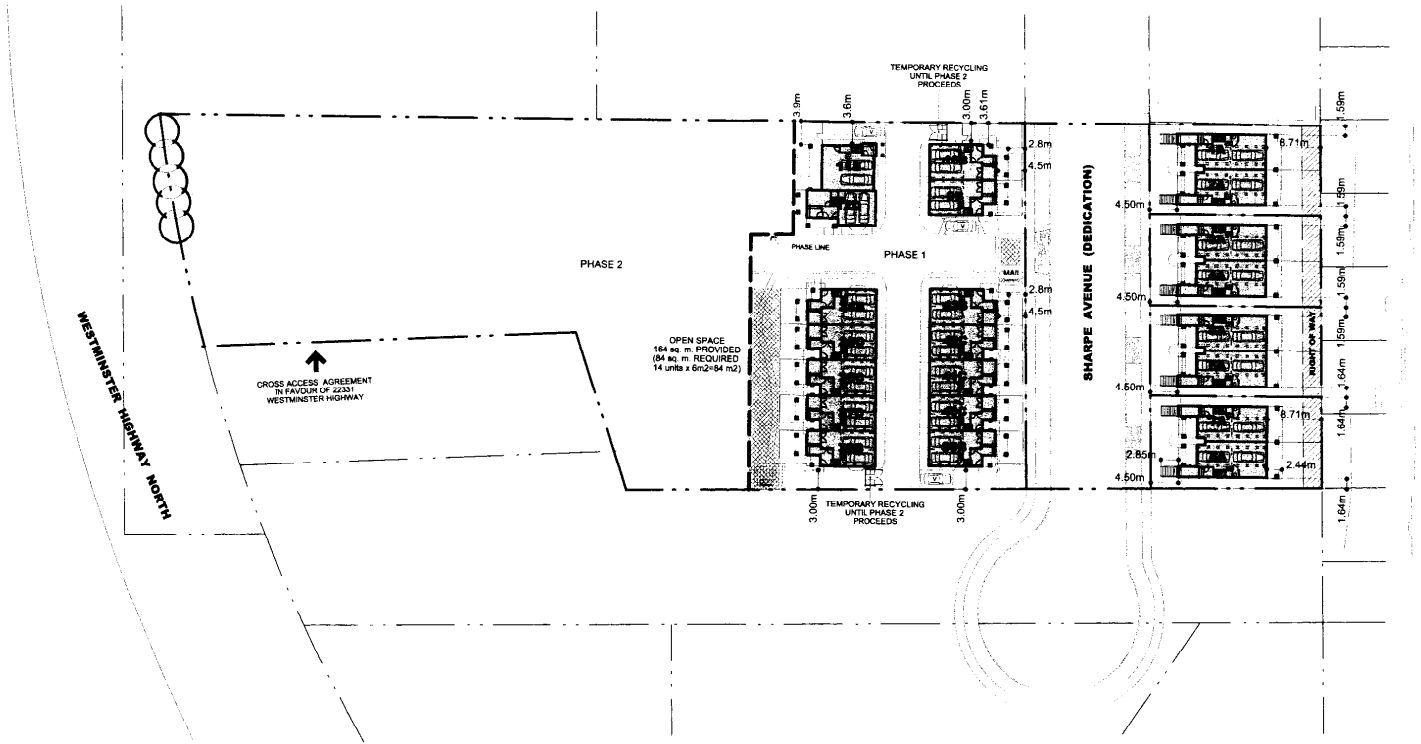 TEMPORARY RECYCLING
UNTIL PHASE 2
PROCEEDS
3.9m
3.6m
3.00m
3.61m
1.59m
2.8m
4.5m
8.71m
SHARPE AVENUE (DEDICATION)
4.50m
1.59m
1.59m
PHASE LINE
PHASE 1
PHASE 2
MAIL
2.8m
4.5m
4.50m
1.59m
1.59m
RIGHT OF WAY
WESTMINSTER HIGHWAY NORTH
OPEN SPACE
164 sq. m. PROVIDED
(84 sq. m. REQUIRED
14 units x 6m2=84 m2)
CROSS ACCESS AGREEMENT
IN FAVOUR OF 22331
WESTMINSTER HIGHWAY
4.50m
1.64m
1.64m
8.71m
2.85m
2.44m
4.50m
1.64m
3.00m
TEMPORARY RECYCLING
UNTIL PHASE 2
PROCEEDS
3.00m